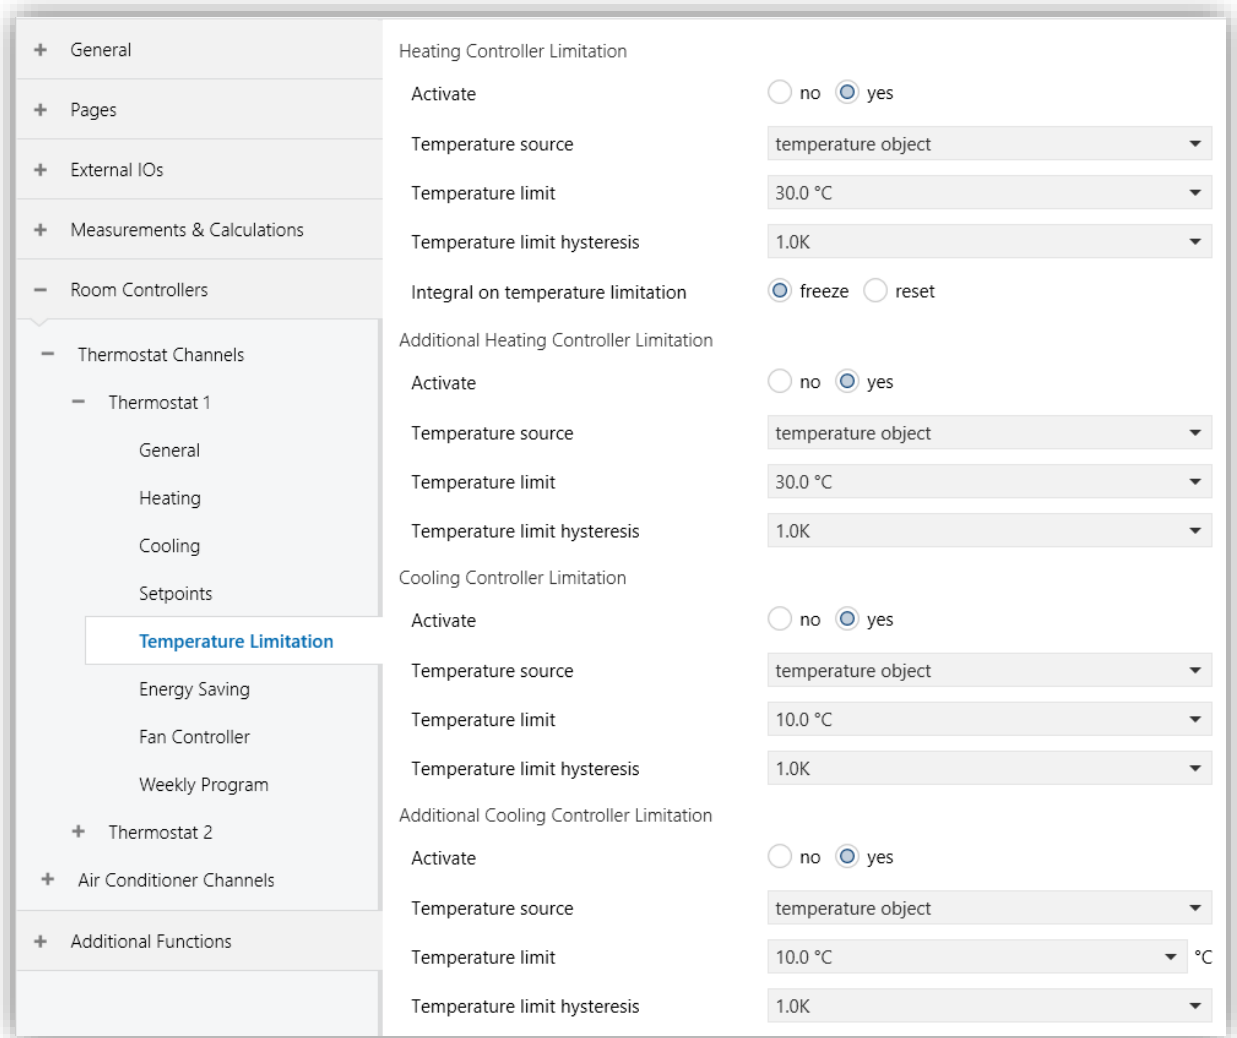 + General
+ Pages
+ External IOs
+ Measurements & Calculations
− Room Controllers
− Thermostat Channels
− Thermostat 1
General
Heating
Cooling
Setpoints
Temperature Limitation
Energy Saving
Fan Controller
Weekly Program
+ Thermostat 2
+ Air Conditioner Channels
+ Additional Functions
Heating Controller Limitation
Activate no yes
Temperature source temperature object
Temperature limit 30.0 °C
Temperature limit hysteresis 1.0K
Integral on temperature limitation freeze reset
Additional Heating Controller Limitation
Activate no yes
Temperature source temperature object
Temperature limit 30.0 °C
Temperature limit hysteresis 1.0K
Cooling Controller Limitation
Activate no yes
Temperature source temperature object
Temperature limit 10.0 °C
Temperature limit hysteresis 1.0K
Additional Cooling Controller Limitation
Activate no yes
Temperature source temperature object
Temperature limit 10.0 °C °C
Temperature limit hysteresis 1.0K